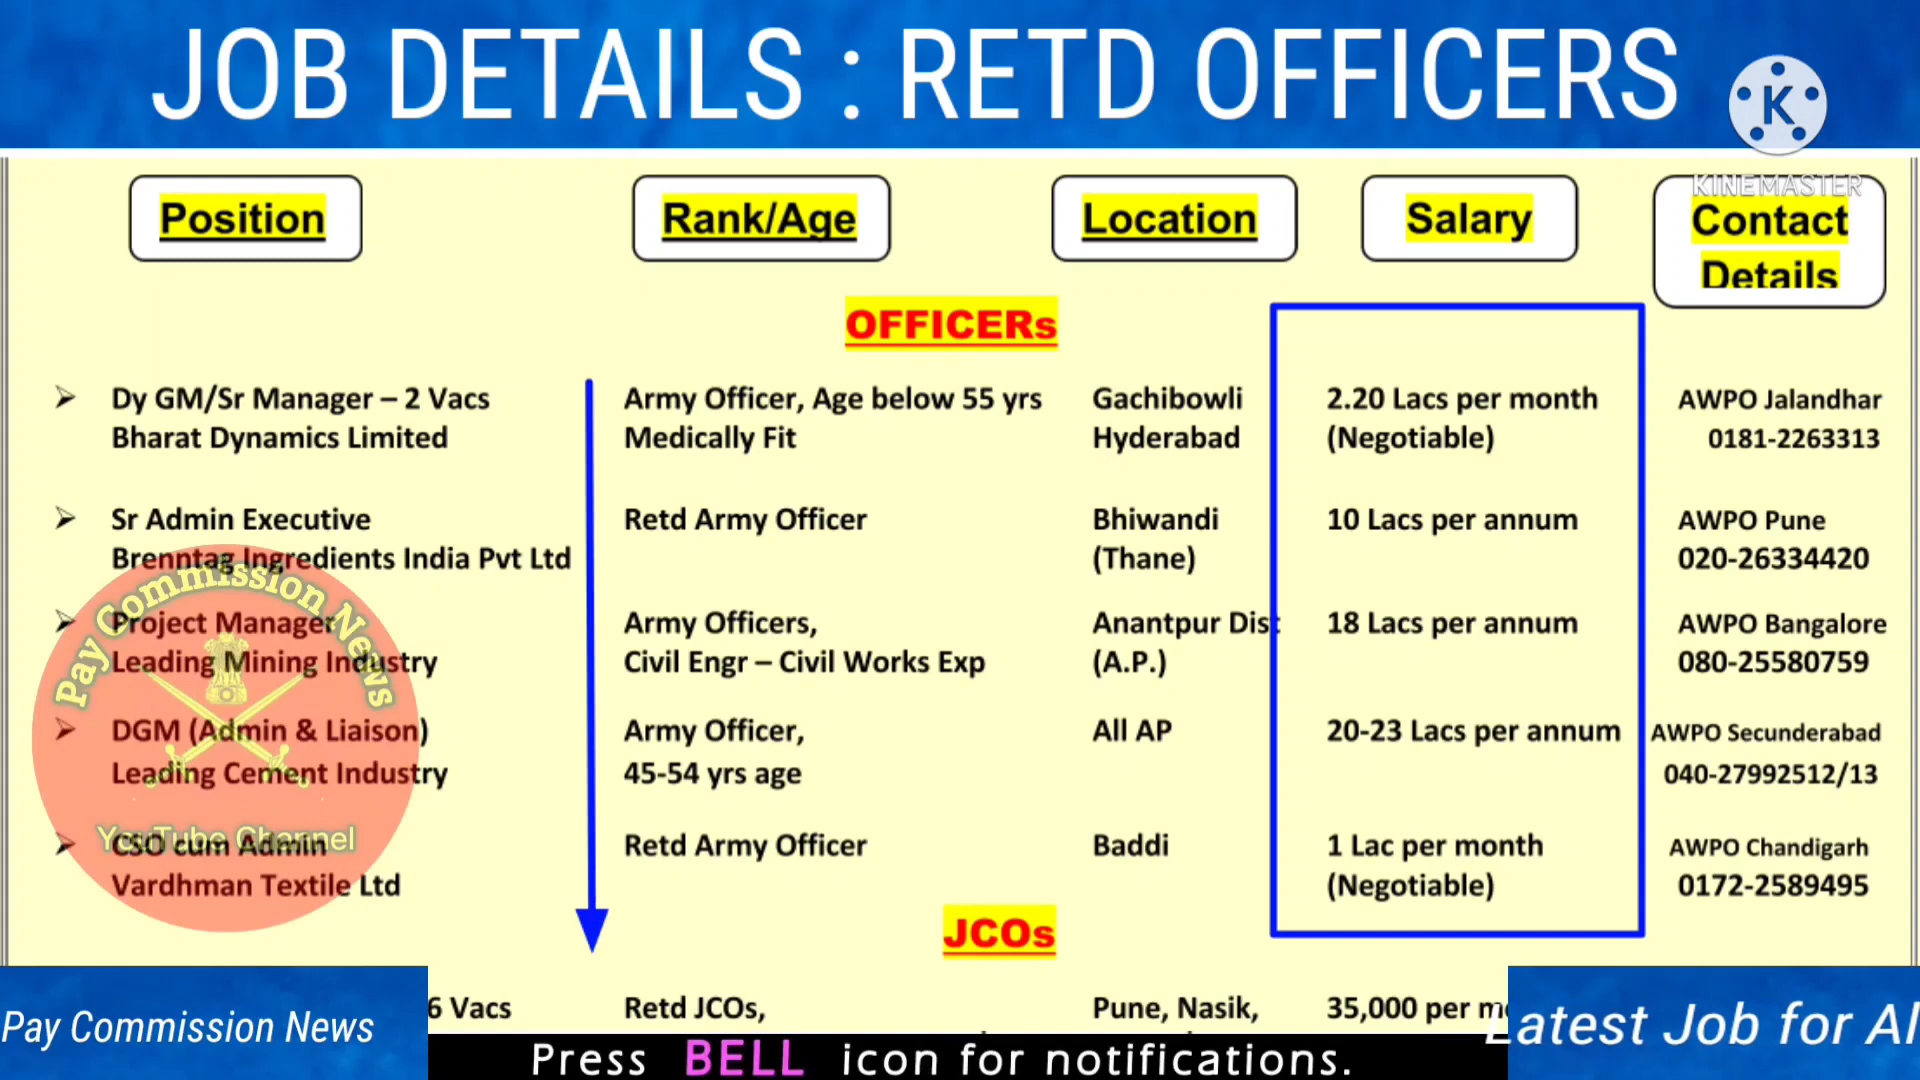 JOB DETAILS : RETD OFFICERS
K
KINEMASTER
Position Rank/Age Location Salary Contact Details
OFFICERs
Dy GM/Sr Manager – 2 Vacs Army Officer, Age below 55 yrs Gachibowli 2.20 Lacs per month AWPO Jalandhar
Bharat Dynamics Limited Medically Fit Hyderabad (Negotiable) 0181-2263313
Sr Admin Executive Retd Army Officer Bhiwandi 10 Lacs per annum AWPO Pune
Brenntag Ingredients India Pvt Ltd (Thane) 020-26334420
Project Manager Army Officers, Anantpur Dist 18 Lacs per annum AWPO Bangalore
Leading Mining Industry Civil Engr – Civil Works Exp (A.P.) 080-25580759
DGM (Admin & Liaison) Army Officer, All AP 20-23 Lacs per annum AWPO Secunderabad
Leading Cement Industry 45-54 yrs age 040-27992512/13
CSO cum Admin Retd Army Officer Baddi 1 Lac per month AWPO Chandigarh
Vardhman Textile Ltd (Negotiable) 0172-2589495
Pay Commission News
YouTube Channel
JCOs
6 Vacs Retd JCOs, Pune, Nasik, 35,000 per
Pay Commission News
Latest Job for Al
Press BELL icon for notifications.